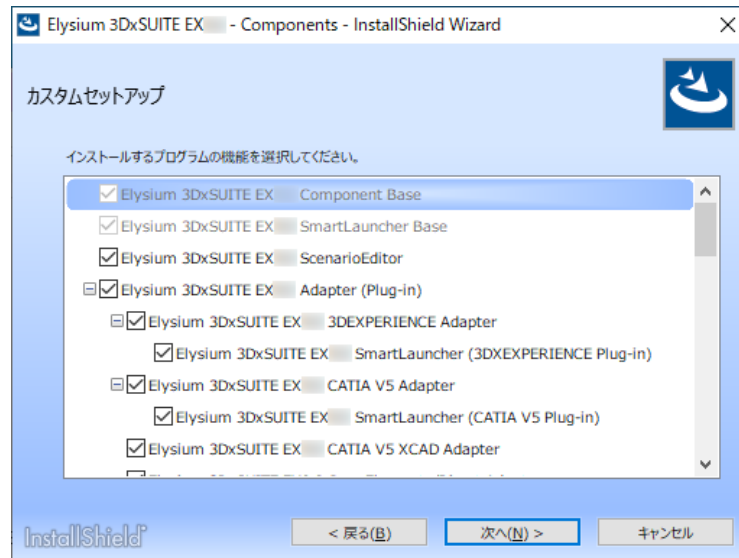 Elysium 3DxSUITE EX - Components - InstallShield Wizard
カスタムセットアップ
インストールするプログラムの機能を選択してください。
Elysium 3DxSUITE EX Component Base
Elysium 3DxSUITE EX SmartLauncher Base
Elysium 3DxSUITE EX ScenarioEditor
Elysium 3DxSUITE EX Adapter (Plug-in)
Elysium 3DxSUITE EX 3DEXPERIENCE Adapter
Elysium 3DxSUITE EX SmartLauncher (3DXEXPERIENCE Plug-in)
Elysium 3DxSUITE EX CATIA V5 Adapter
Elysium 3DxSUITE EX SmartLauncher (CATIA V5 Plug-in)
Elysium 3DxSUITE EX CATIA V5 XCAD Adapter
InstallShield
< 戻る(B)
次へ(N) >
キャンセル